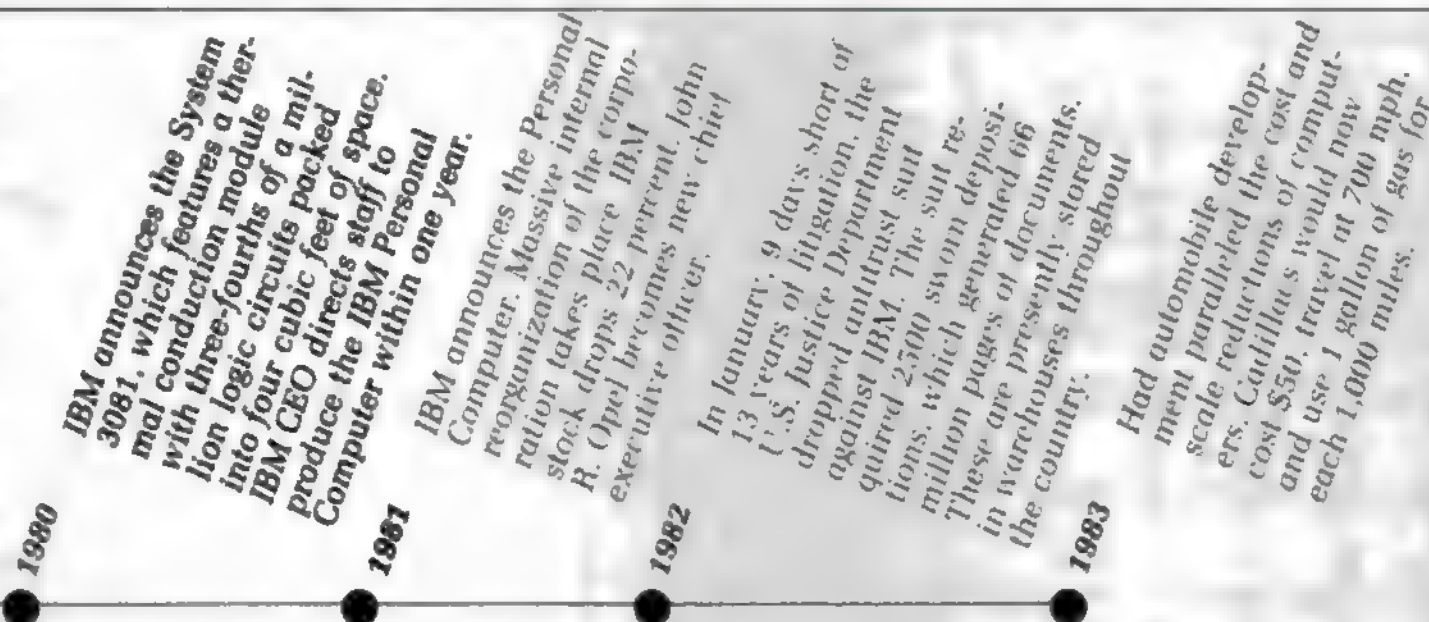 1980
IBM announces the System
3081, which features a ther-
mal conduction module
with three-fourths of a mil-
lion logic circuits packed
into four cubic feet of space.
IBM CEO directs staff to
produce the IBM Personal
Computer within one year.
1981
IBM announces the Personal
Computer. Massive internal
reorganization of the corpo-
ration takes place. IBM
stock drops 22 percent. John
R. Opel becomes new chief
executive officer.
1982
In January, 9 days short of
13 years of litigation, the
U.S. Justice Department
dropped antitrust suit
against IBM. The suit re-
quired 2500 sworn deposi-
tions, which generated 66
million pages of documents.
These are presently stored
in warehouses throughout
the country.
1983
Had automobile develop-
ment paralleled the cost and
scale reductions of comput-
ers, Cadillacs would now
cost $50, travel at 700 mph.
and use 1 gallon of gas for
each 1,000 miles.